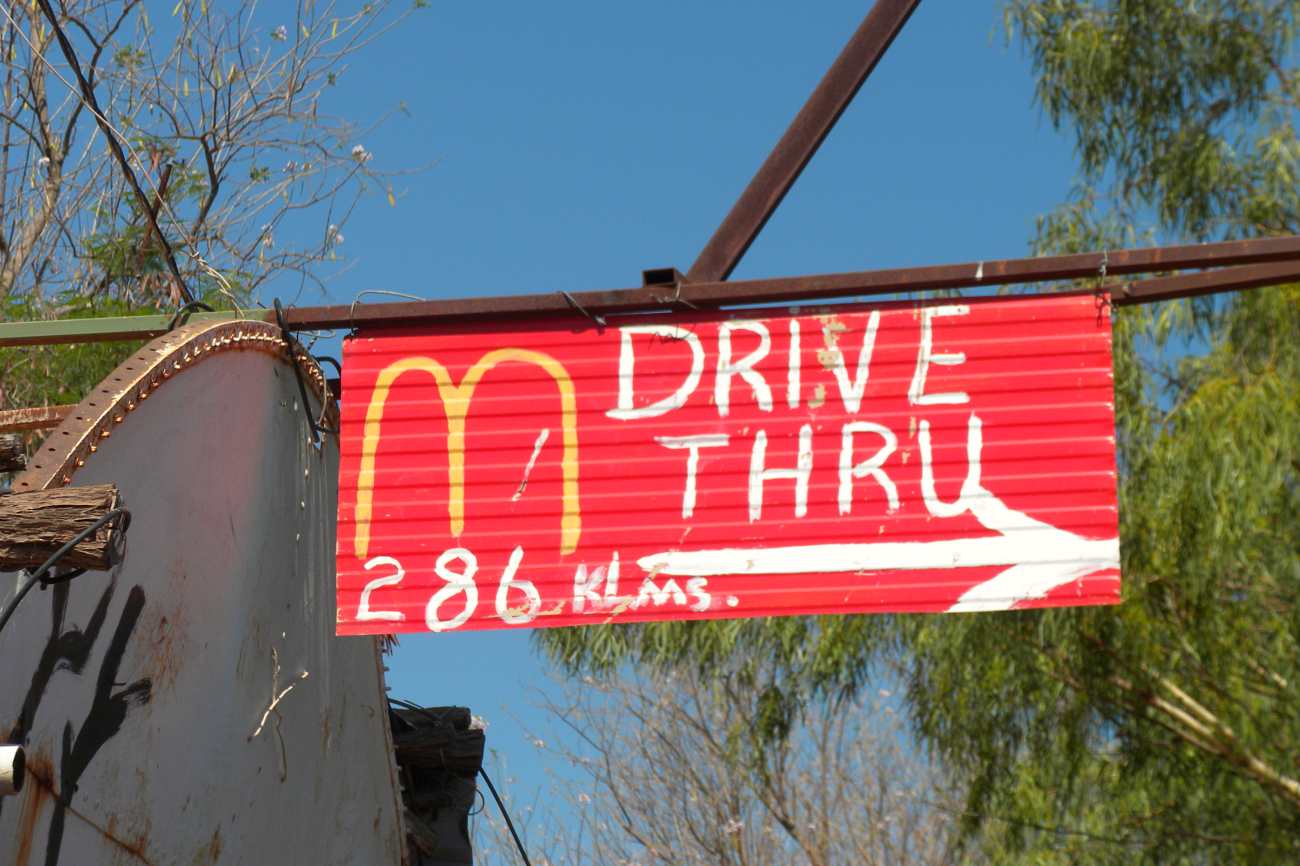 M
DRIVE
THRU
286 KLms.